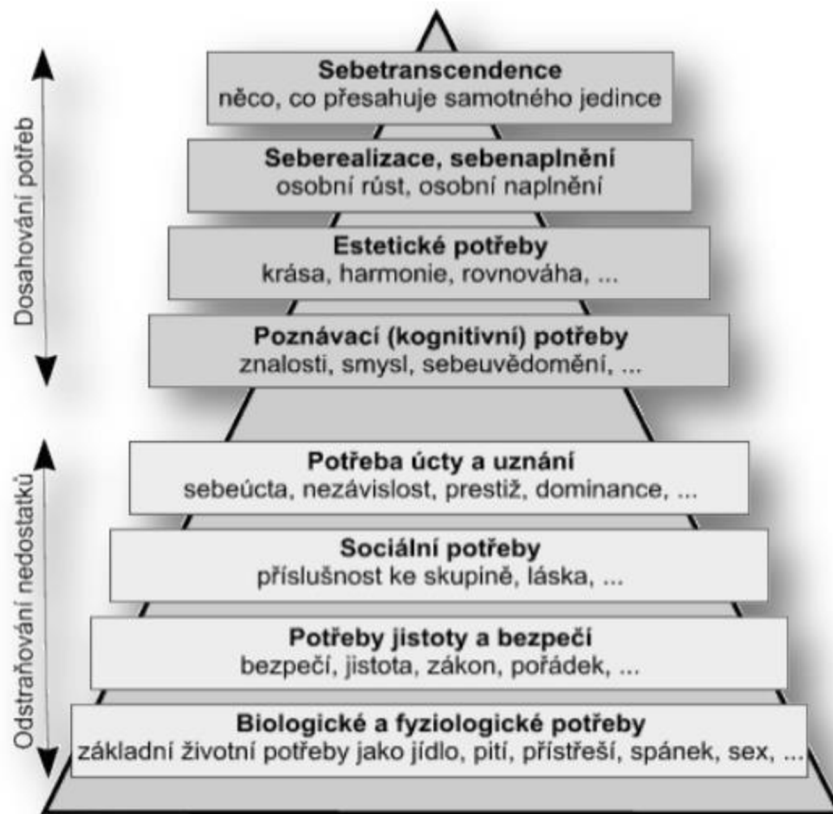 Sebetranscendence
něco, co přesahuje samotného jedince
Seberealizace, sebenaplnění
osobní růst, osobní naplnění
Estetické potřeby
krása, harmonie, rovnováha, ...
Poznávací (kognitivní) potřeby
znalosti, smysl, sebeuvědomění, ...
Dosahování potřeb
Potřeba úcty a uznání
sebeúcta, nezávislost, prestiž, dominance, ...
Sociální potřeby
příslušnost ke skupině, láska, ...
Potřeby jistoty a bezpečí
bezpečí, jistota, zákon, pořádek, ...
Biologické a fyziologické potřeby
základní životní potřeby jako jídlo, pití, přístřeší, spánek, sex, ...
Odstraňování nedostatků